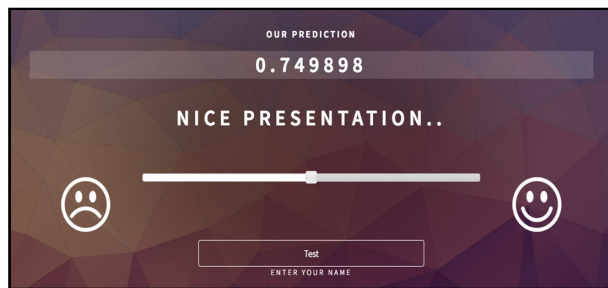 OUR PREDICTION
0.749898
NICE PRESENTATION..
Test
ENTER YOUR NAME